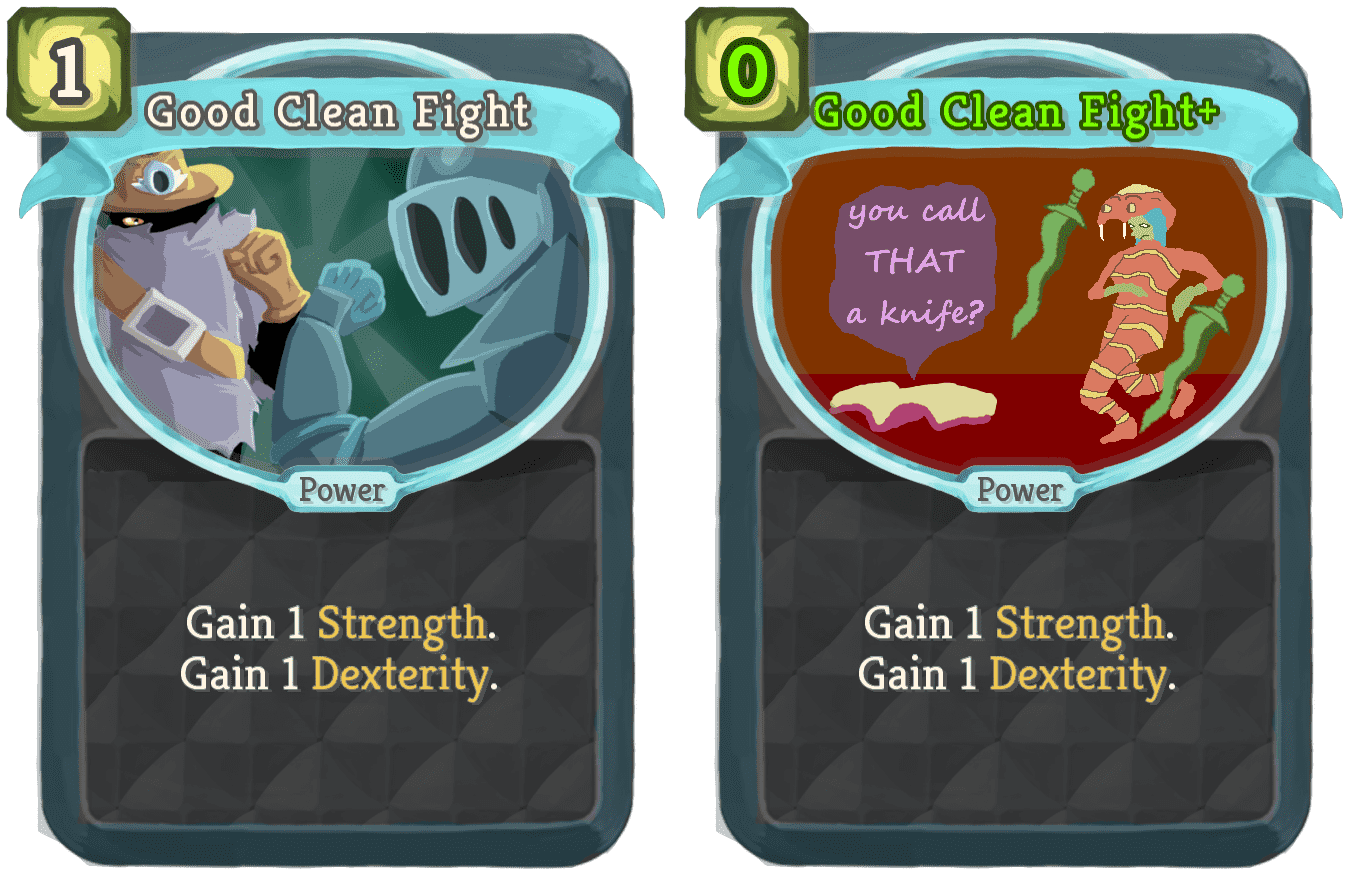 1
Good Clean Fight
Power
Gain 1 Strength.
Gain 1 Dexterity.
0
Good Clean Fight+
you call
THAT
a knife?
Power
Gain 1 Strength.
Gain 1 Dexterity.